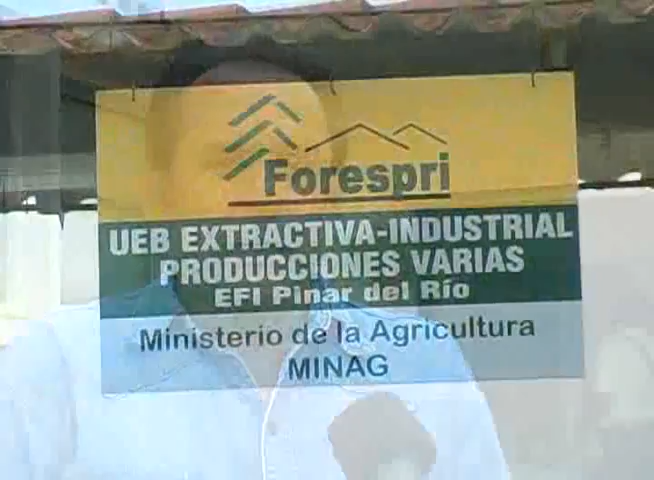 Forespri
UEB EXTRACTIVA-INDUSTRIAL
PRODUCCIONES VARIAS
EFI Pinar del Río
Ministerio de la Agricultura
MINAG